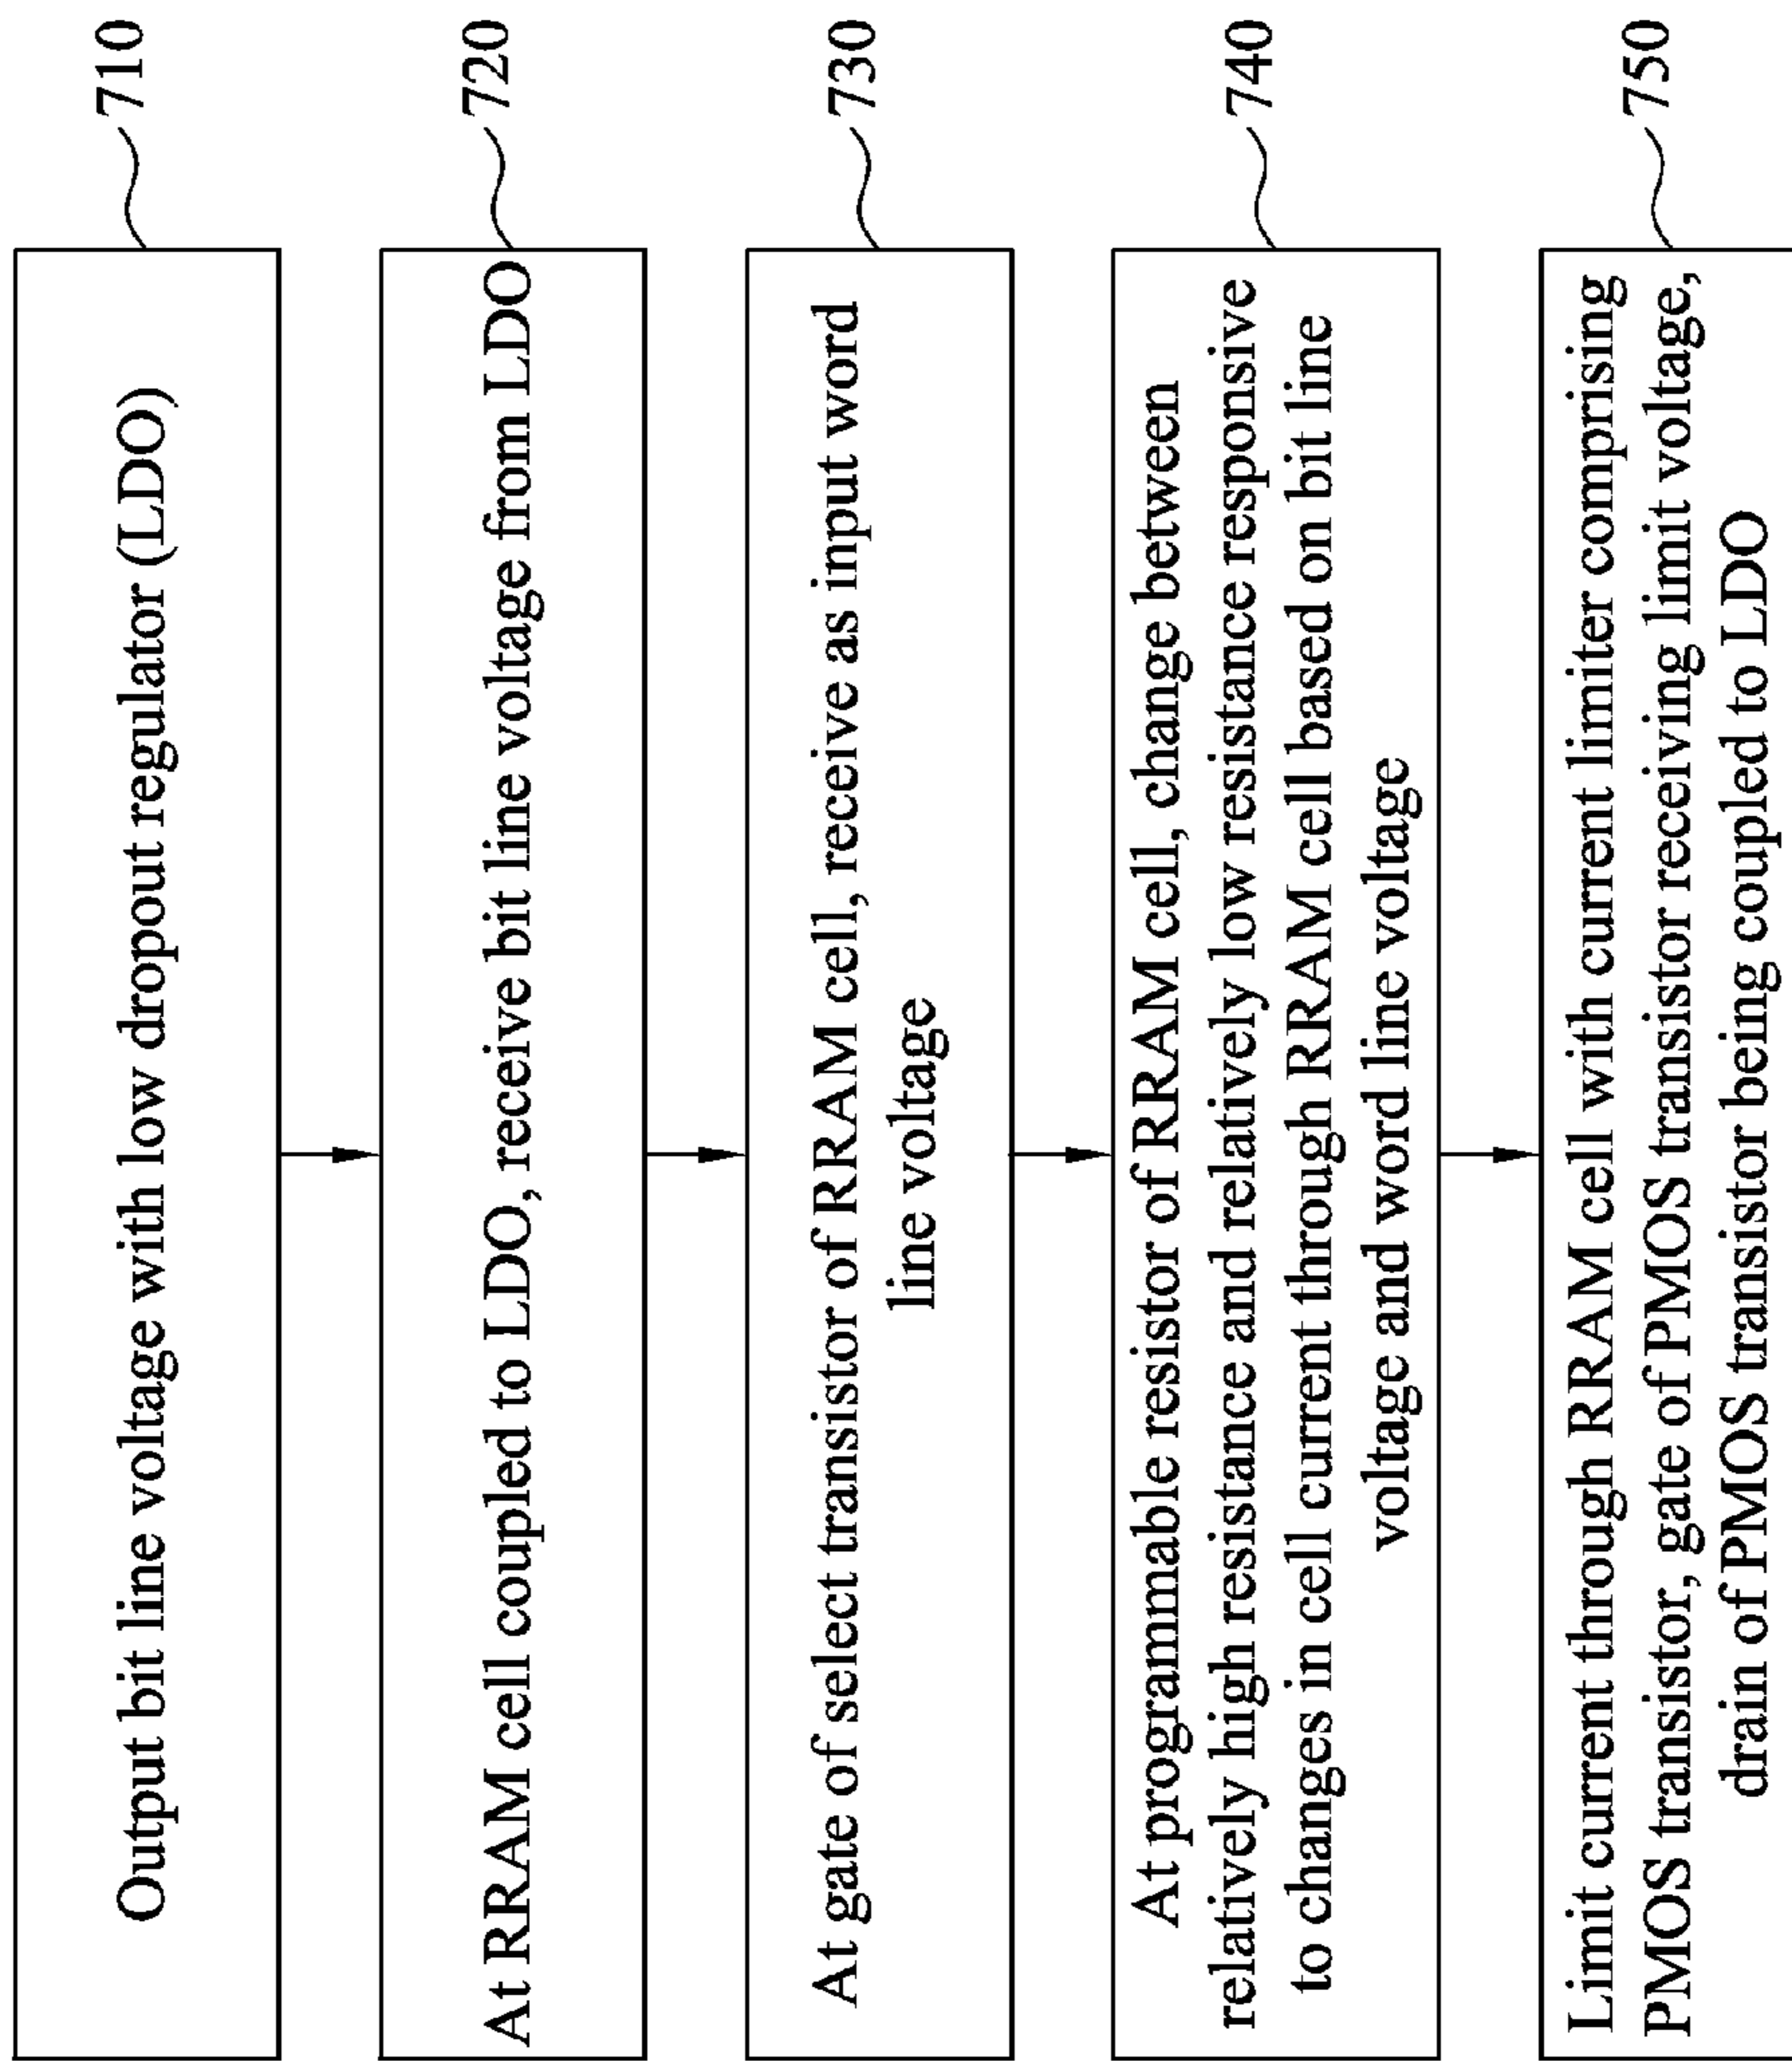 Output bit line voltage with low dropout regulator (LDO)
710
At RRAM cell coupled to LDO, receive bit line voltage from LDO
720
At gate of select transistor of RRAM cell, receive as input word
line voltage
730
At programmable resistor of RRAM cell, change between
relatively high resistance and relatively low resistance responsive
to changes in cell current through RRAM cell based on bit line
voltage and word line voltage
740
Limit current through RRAM cell with current limiter comprising
PMOS transistor, gate of PMOS transistor receiving limit voltage,
drain of PMOS transistor being coupled to LDO
750